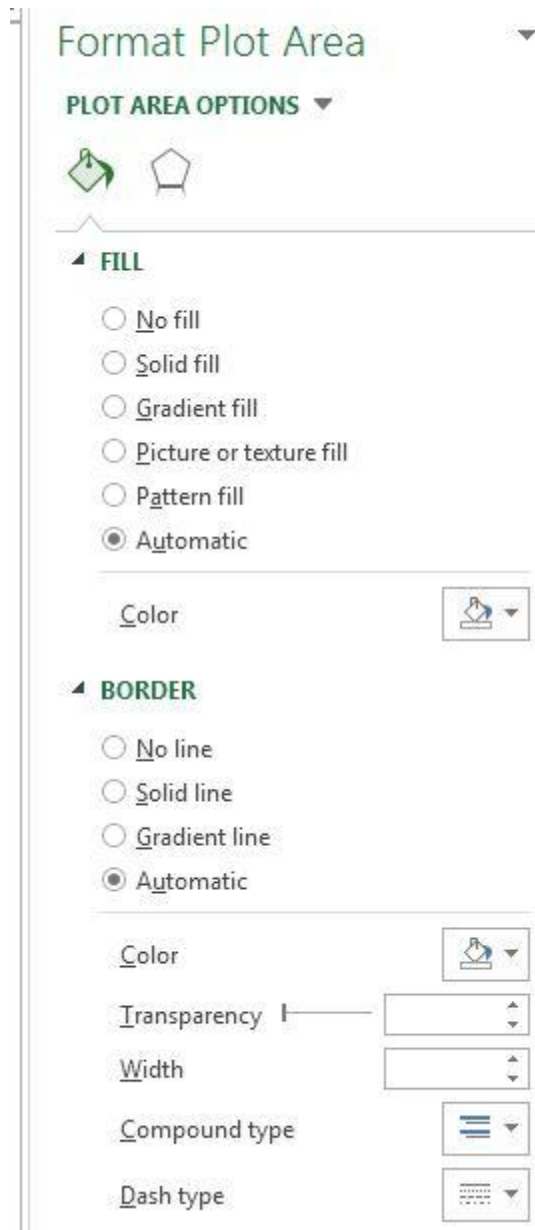 Format Plot Area
PLOT AREA OPTIONS
FILL
No fill
Solid fill
Gradient fill
Picture or texture fill
Pattern fill
Automatic
Color
BORDER
No line
Solid line
Gradient line
Automatic
Color
Transparency
Width
Compound type
Dash type